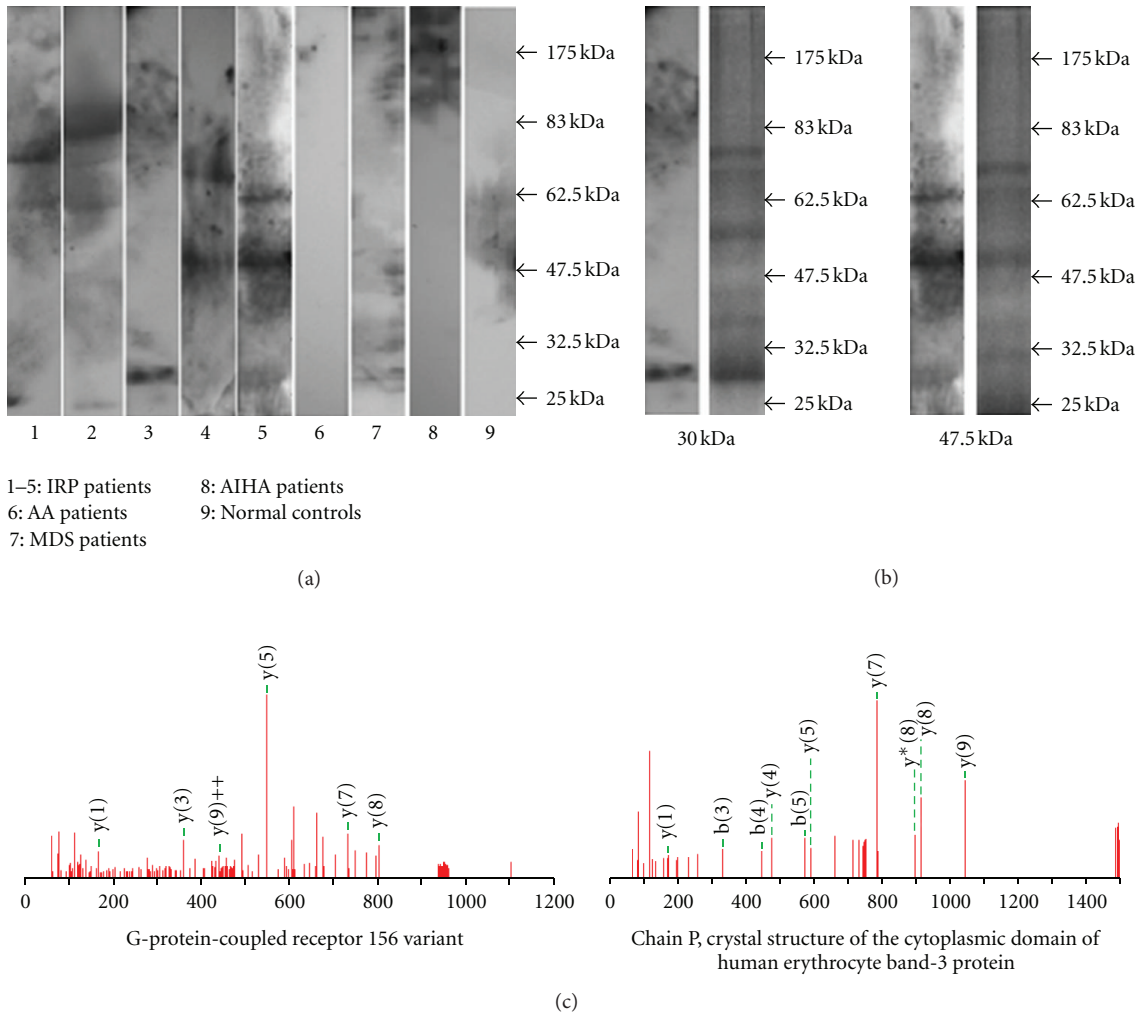 ← 175 kDa
← 83 kDa
← 62.5 kDa
← 47.5 kDa
← 32.5 kDa
← 25 kDa
1 2 3 4 5 6 7 8 9
1–5: IRP patients
6: AA patients
7: MDS patients
8: AIHA patients
9: Normal controls
(a)
← 175 kDa
← 83 kDa
← 62.5 kDa
← 47.5 kDa
← 32.5 kDa
← 25 kDa
30 kDa
← 175 kDa
← 83 kDa
← 62.5 kDa
← 47.5 kDa
← 32.5 kDa
← 25 kDa
47.5 kDa
(b)
y(1)
y(3)
y(9)++
y(5)
y(7)
y(8)
0 200 400 600 800 1000 1200
G-protein-coupled receptor 156 variant
y(1)
b(3)
b(4)
y(4)
b(5)
y(5)
y(7)
y*(8)
y(8)
y(9)
0 200 400 600 800 1000 1200 1400
Chain P, crystal structure of the cytoplasmic domain of
human erythrocyte band-3 protein
(c)